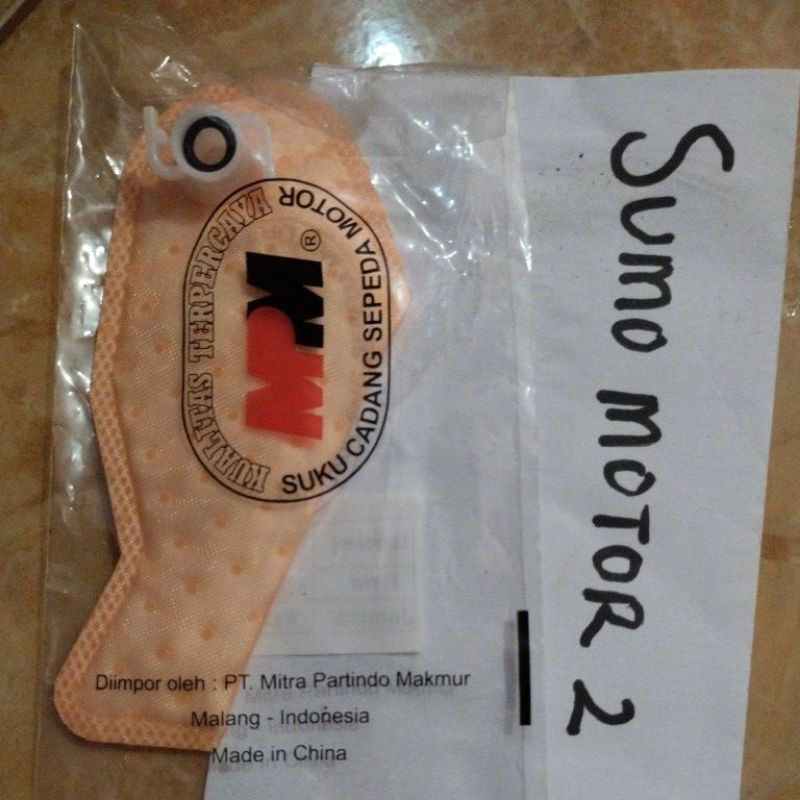 KUALITAS TERPERCAYA
MPM®
SUKU CADANG SEPEDA MOTOR
Diimpor oleh : PT. Mitra Partindo Makmur
Malang - Indonesia
Made in China
SUMO MOTOR 2